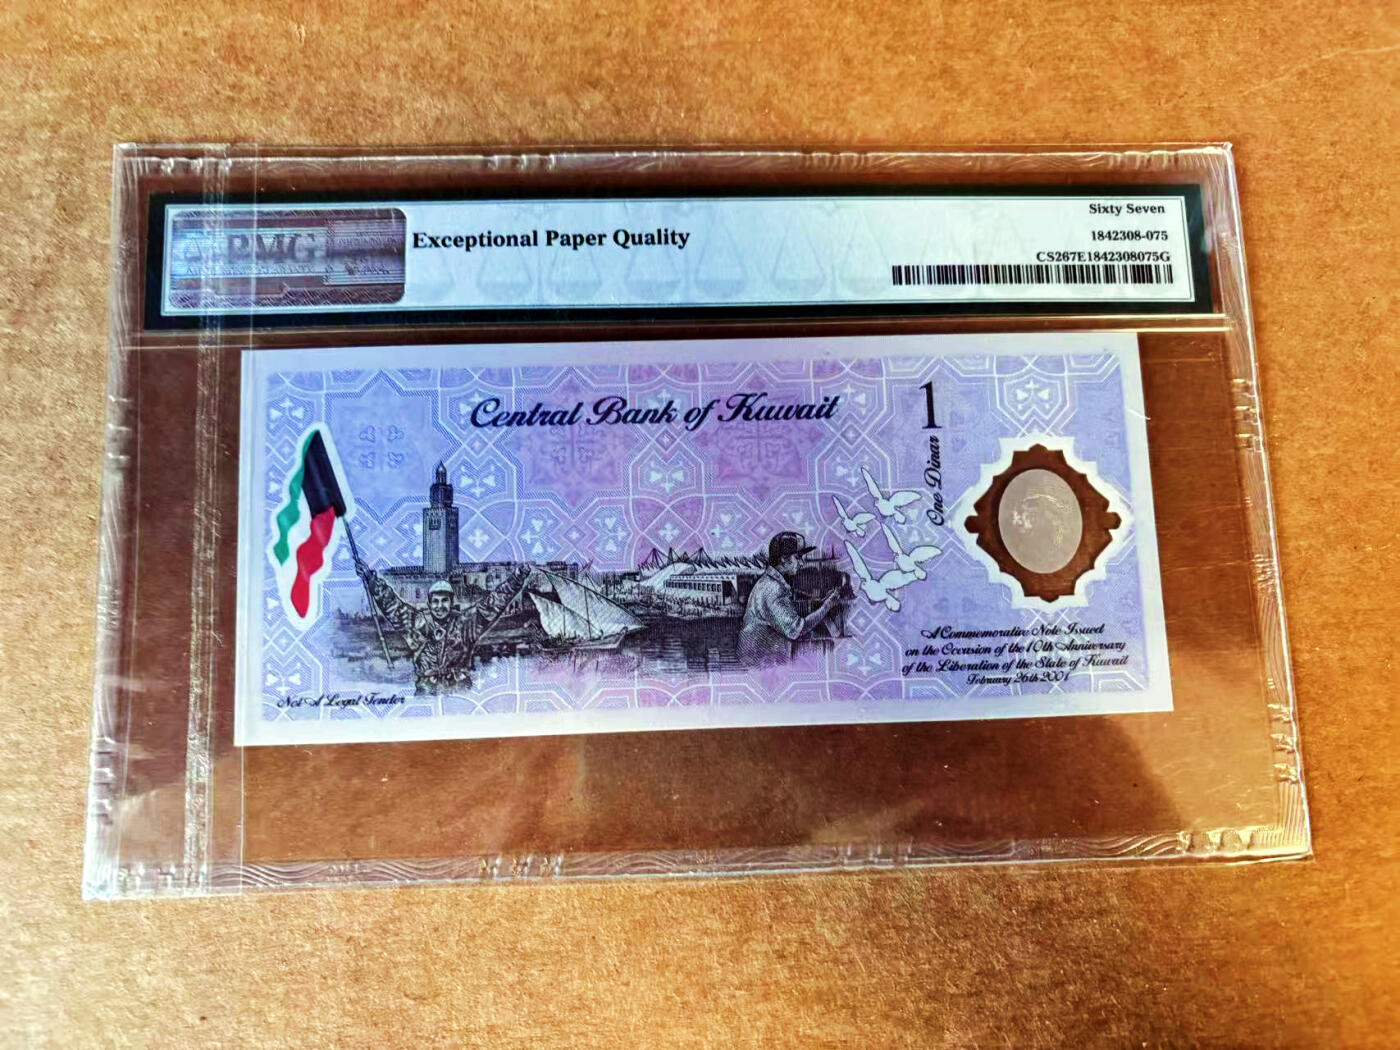 PMG
Exceptional Paper Quality
Sixty Seven
1842308-075
CS267E1842308075G
Central Bank of Kuwait
1
One Dinar
A Commemorative Note Issued
on the Occasion of the 10th Anniversary
of the Liberation of the State of Kuwait
February 26th 2001
Not A Legal Tender